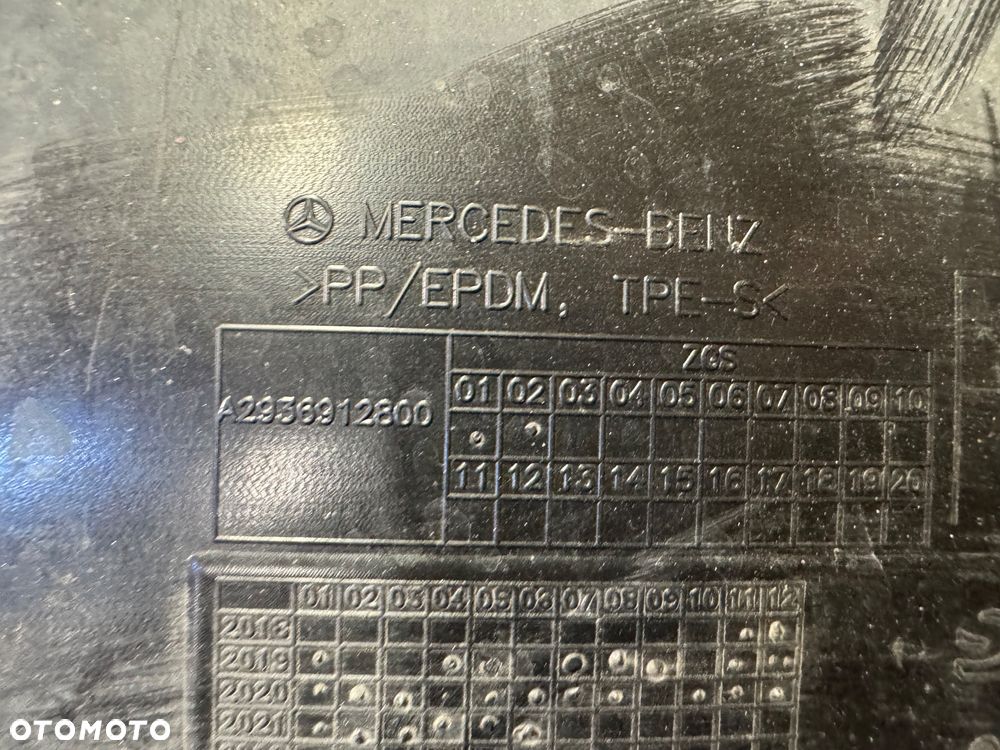 MERCEDES-BENZ
>PP/EPDM, TPE-S<
ZGS
A2936912800
01 02 03 04 05 06 07 08 09 10
11 12 13 14 15 16 17 18 19 20
01 02 03 04 05 06 07 08 09 10 11 12
2018
2019
2020
2021
OTOMOTO